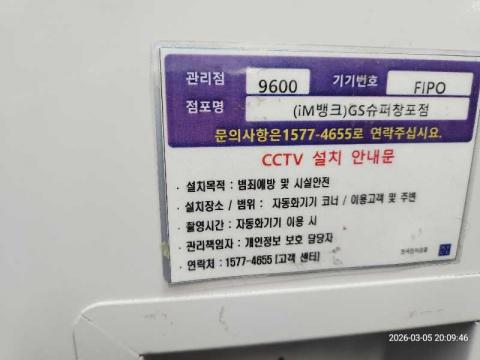 관리점 9600 기기번호 FIPO
점포명 (iM뱅크)GS슈퍼창포점
문의사항은1577-4655로 연락주십시요.
CCTV 설치 안내문
· 설치목적 : 범죄예방 및 시설안전
· 설치장소 / 범위 : 자동화기기 코너 / 이용고객 및 주변
· 촬영시간 : 자동화기기 이용 시
· 관리책임자 : 개인정보 보호 담당자
· 연락처 : 1577-4655 [고객 센터]
2026-03-05 20:09:46